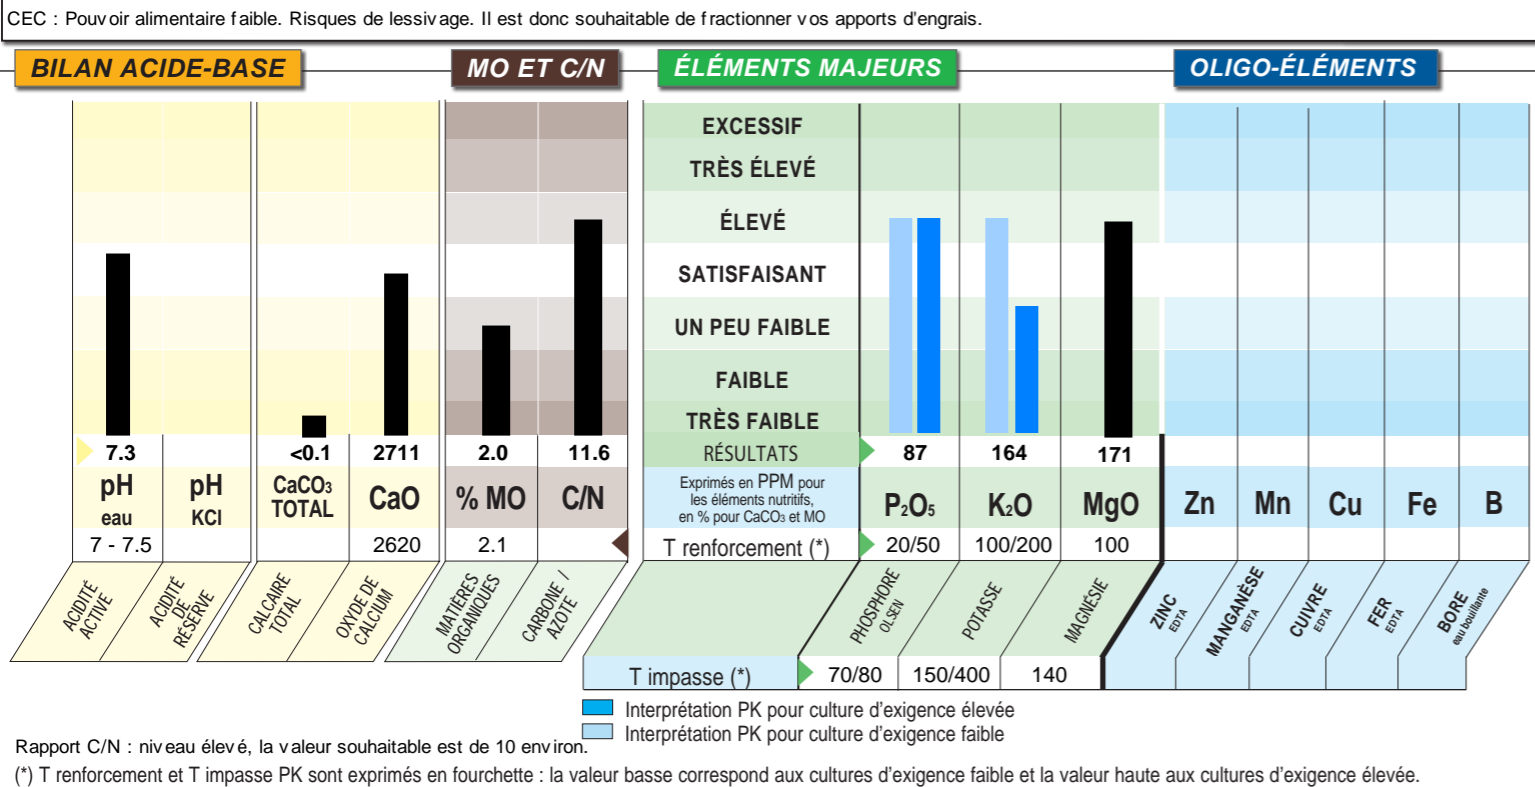 CEC : Pouvoir alimentaire faible. Risques de lessivage. Il est donc souhaitable de fractionner vos apports d'engrais.
BILAN ACIDE-BASE
MO ET C/N
ÉLÉMENTS MAJEURS
OLIGO-ÉLÉMENTS
EXCESSIF
TRÈS ÉLEVÉ
ÉLEVÉ
SATISFAISANT
UN PEU FAIBLE
FAIBLE
TRÈS FAIBLE
7.3 <0.1 2711 2.0 11.6 RÉSULTATS 87 164 171
pH eau
pH KCl
CaCO₃ TOTAL
CaO
% MO
C/N
Exprimés en PPM pour
les éléments nutritifs,
en % pour CaCO₃ et MO
P₂O₅
K₂O
MgO
Zn
Mn
Cu
Fe
B
7 - 7.5 2620 2.1 T renforcement (*) 20/50 100/200 100
ACIDITÉ
ACTIVE
ACIDITÉ
DE
RÉSERVE
CALCAIRE
TOTAL
OXYDE DE
CALCIUM
MATIÈRES
ORGANIQUES
CARBONE /
AZOTE
PHOSPHORE
OLSEN
POTASSE
MAGNÉSIE
ZINC
EDTA
MANGANÈSE
EDTA
CUIVRE
EDTA
FER
EDTA
BORE
eau bouillante
T impasse (*) 70/80 150/400 140
Interprétation PK pour culture d'exigence élevée
Interprétation PK pour culture d'exigence faible
Rapport C/N : niveau élevé, la valeur souhaitable est de 10 environ.
(*) T renforcement et T impasse PK sont exprimés en fourchette : la valeur basse correspond aux cultures d'exigence faible et la valeur haute aux cultures d'exigence élevée.